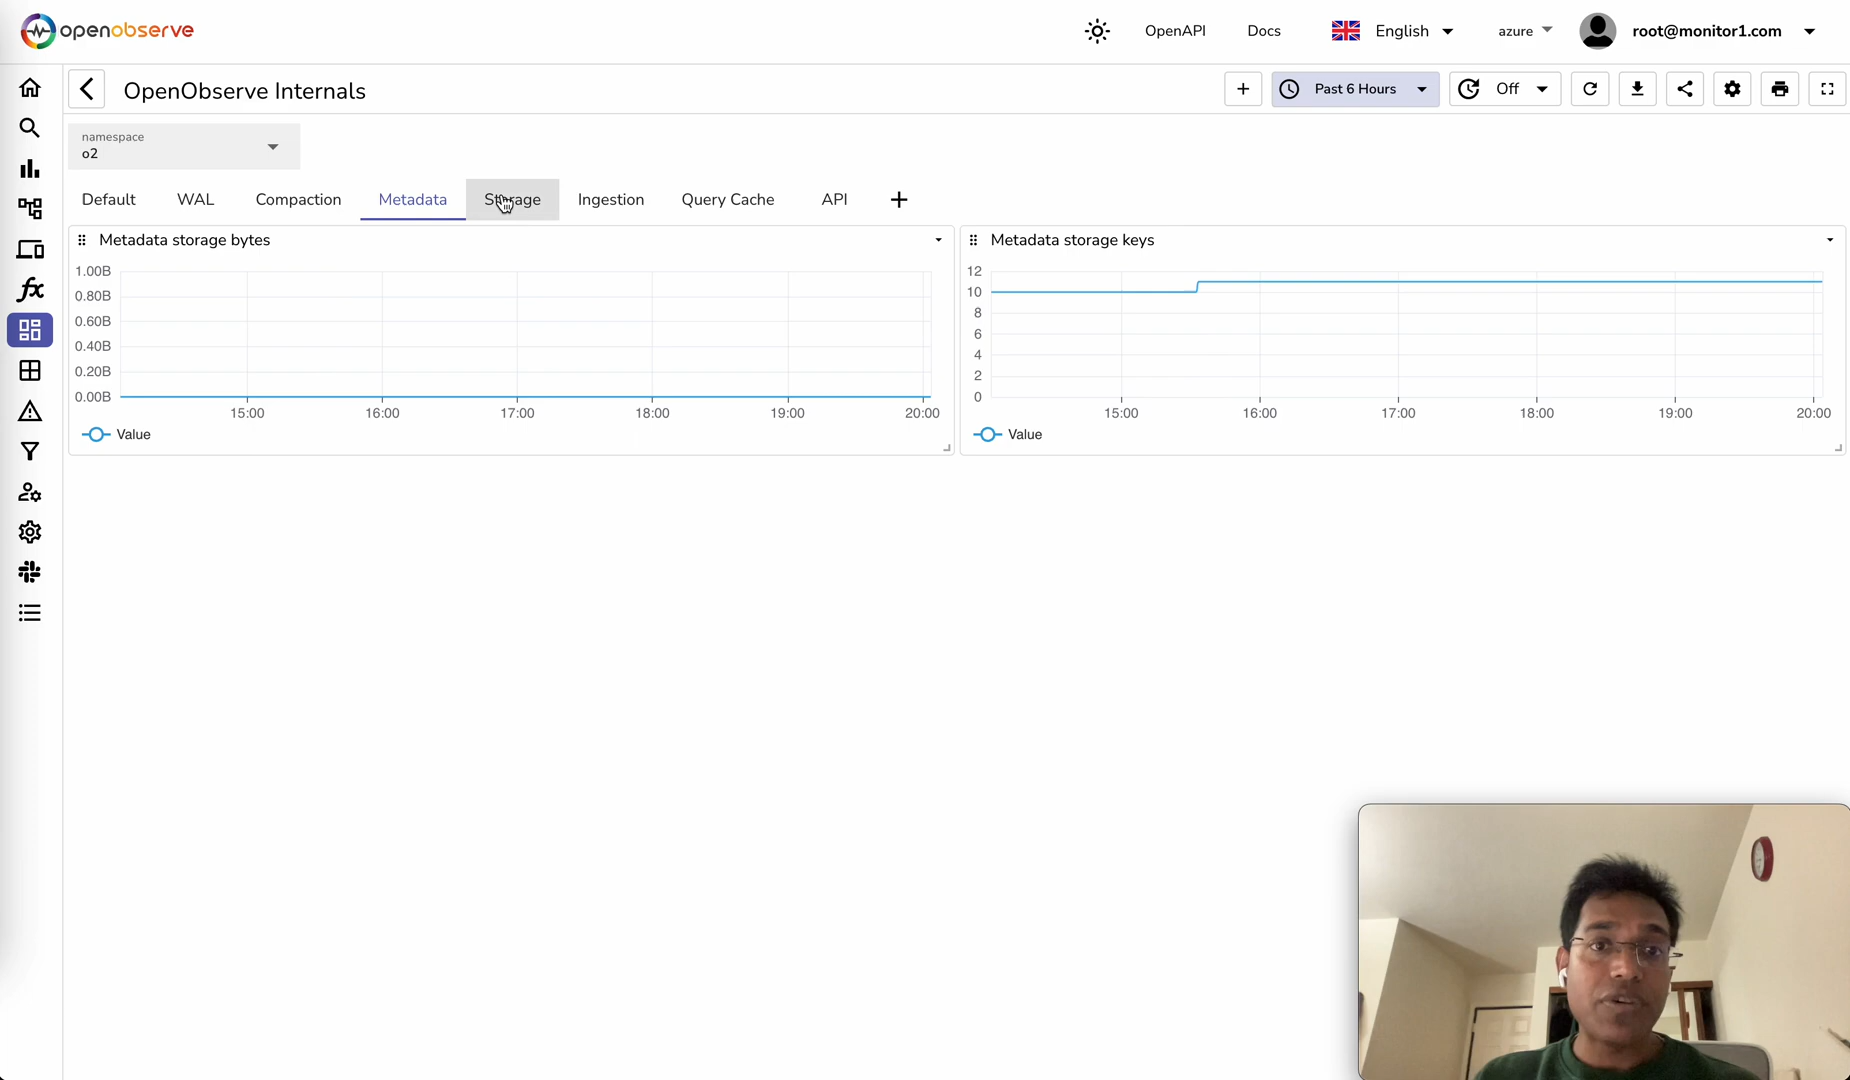 openobserve
OpenAPI
Docs
English
azure
root@monitor1.com
OpenObserve Internals
Past 6 Hours
Off
namespace
o2
Default
WAL
Compaction
Metadata
Storage
Ingestion
Query Cache
API
Metadata storage bytes
1.00B
0.80B
0.60B
0.40B
0.20B
0.00B
15:00
16:00
17:00
18:00
19:00
20:00
Value
Metadata storage keys
12
10
8
6
4
2
0
15:00
16:00
17:00
18:00
19:00
20:00
Value